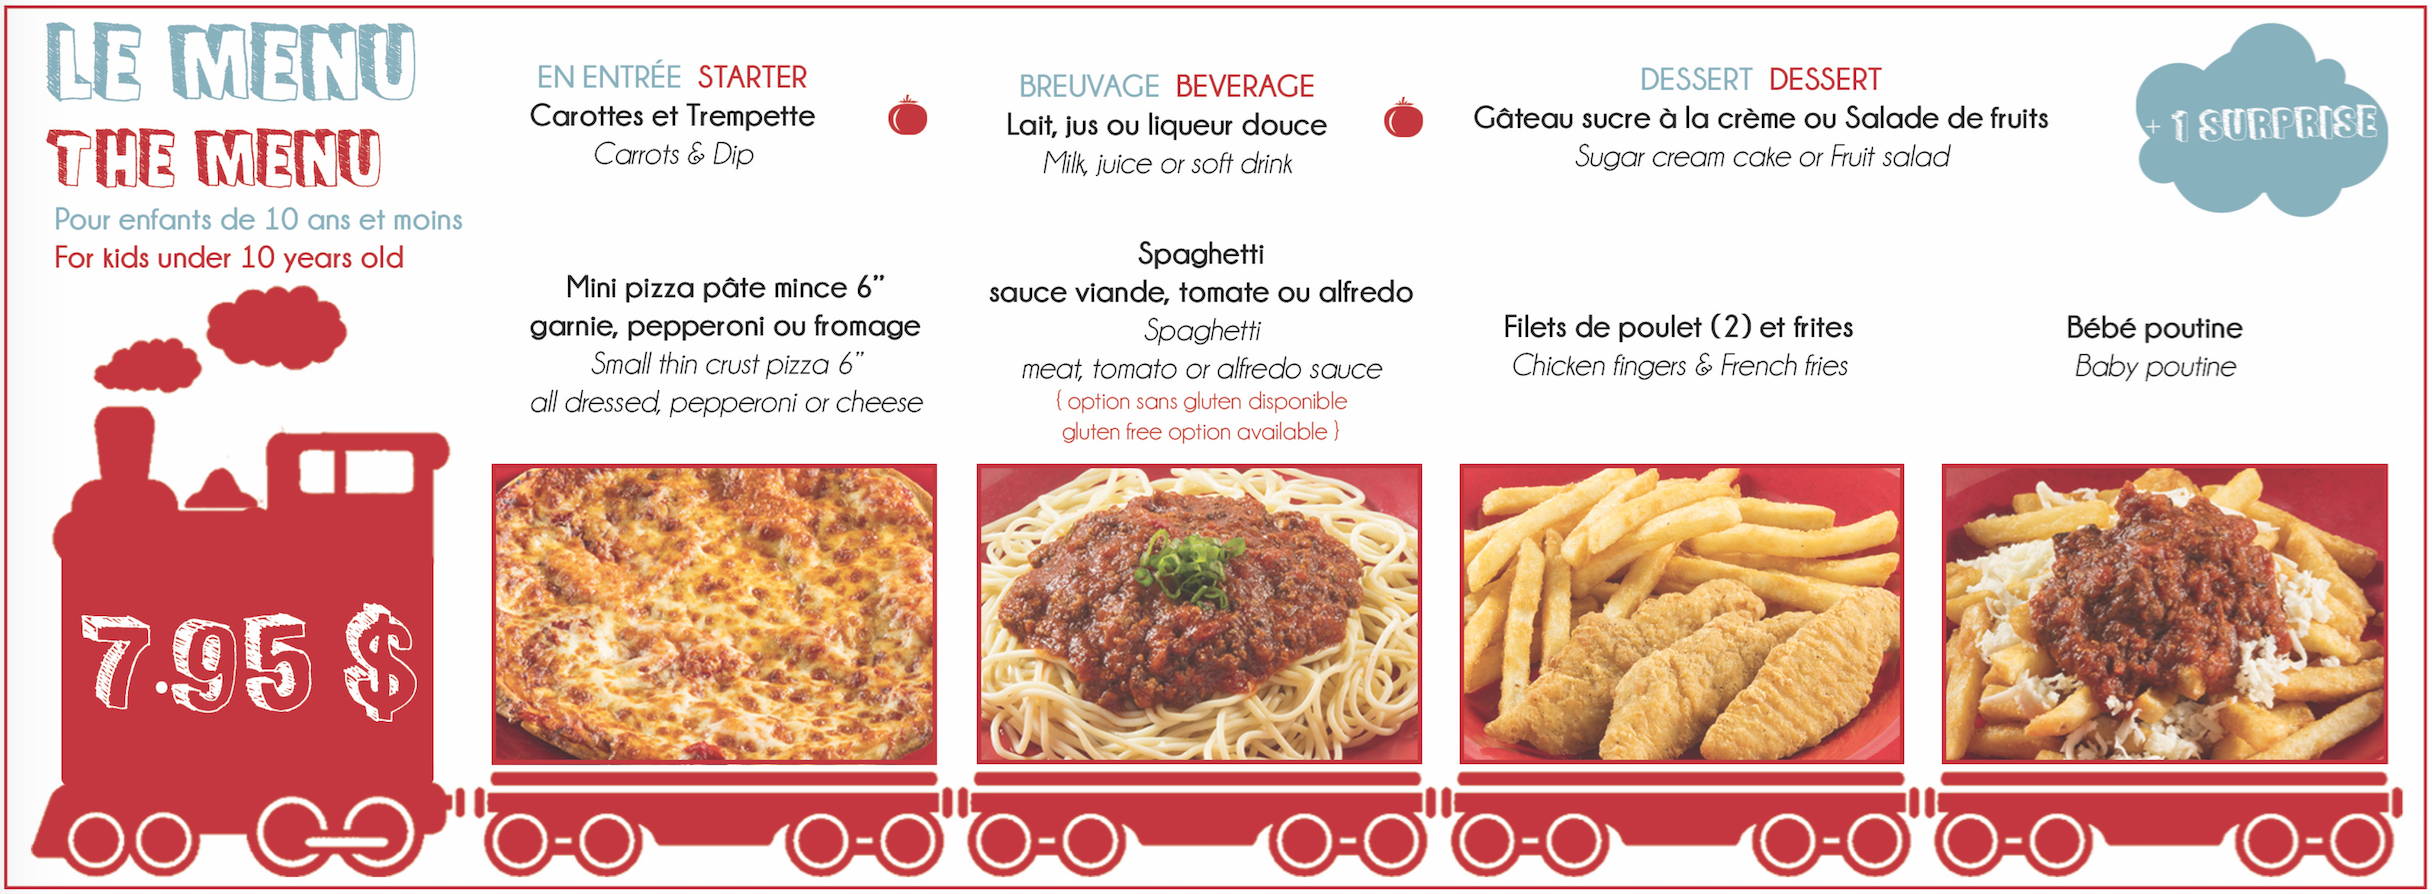 LE MENU
THE MENU
Pour enfants de 10 ans et moins
For kids under 10 years old
7.95 $
EN ENTRÉE STARTER
Carottes et Trempette
Carrots & Dip
BREUVAGE BEVERAGE
Lait, jus ou liqueur douce
Milk, juice or soft drink
DESSERT DESSERT
Gâteau sucre à la crème ou Salade de fruits
Sugar cream cake or Fruit salad
+ 1 SURPRISE
Mini pizza pâte mince 6”
garnie, pepperoni ou fromage
Small thin crust pizza 6”
all dressed, pepperoni or cheese
Spaghetti
sauce viande, tomate ou alfredo
Spaghetti
meat, tomato or alfredo sauce
{ option sans gluten disponible
gluten free option available }
Filets de poulet (2) et frites
Chicken fingers & French fries
Bébé poutine
Baby poutine